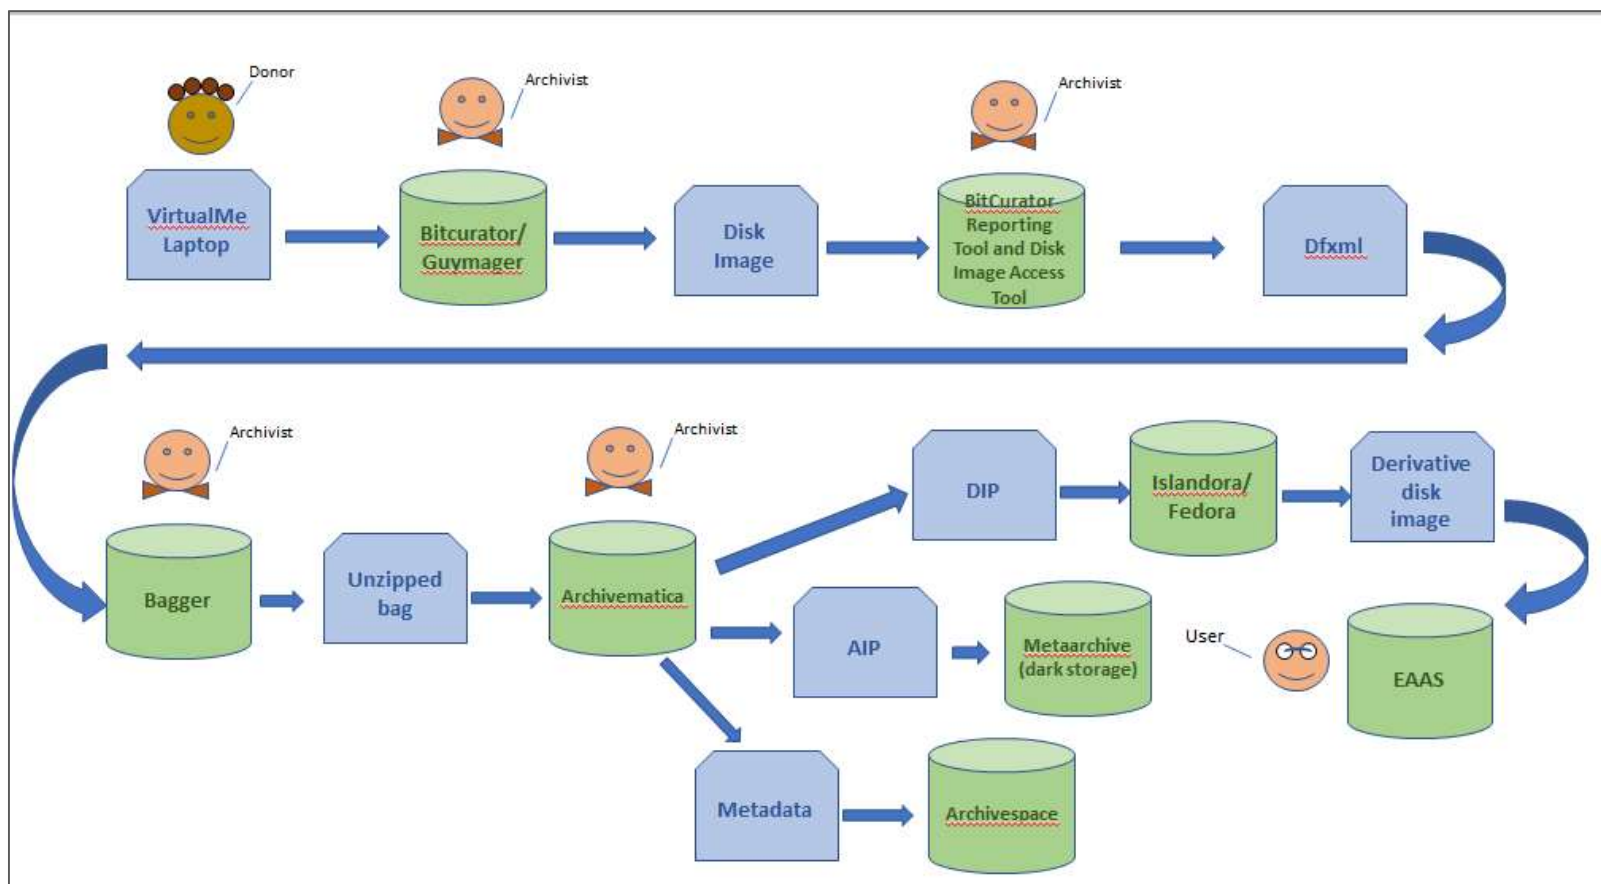 Donor
Archivist
Archivist
VirtualMe
Laptop
Bitcurator/
Guymager
Disk
Image
BitCurator
Reporting
Tool and Disk
Image Access
Tool
Dfxml
Archivist
Archivist
Bagger
Unzipped
bag
Archivematica
DIP
Islandora/
Fedora
Derivative
disk
image
AIP
Metaarchive
(dark storage)
User
EAAS
Metadata
Archivespace